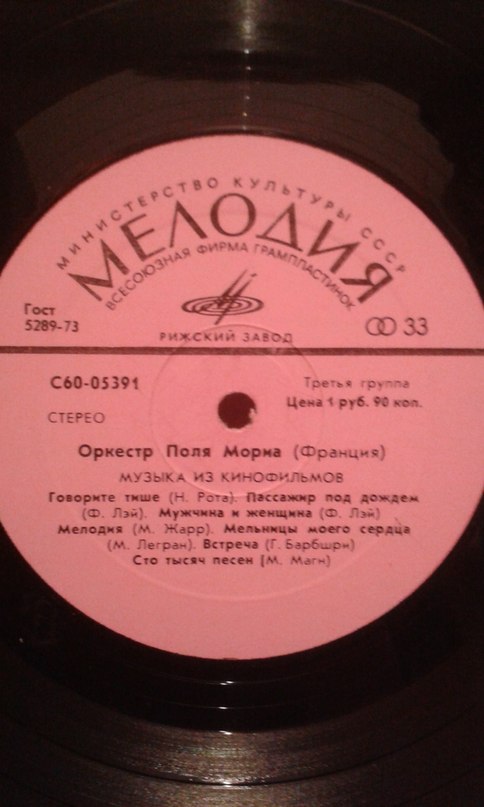 МИНИСТЕРСТВО КУЛЬТУРЫ СССР
МЕЛОДИЯ
ВСЕСОЮЗНАЯ ФИРМА ГРАМПЛАСТИНОК
Гост
5289-73
33
РИЖСКИЙ ЗАВОД
С60-05391
Третья группа
Цена 1 руб. 90 коп.
СТЕРЕО
Оркестр Поля Мориа (Франция)
МУЗЫКА ИЗ КИНОФИЛЬМОВ
Говорите тише (Н. Рота). Пассажир под дождем
(Ф. Лэй). Мужчина и женщина (Ф. Лэй)
Мелодия (М. Жарр). Мельницы моего сердца
(М. Легран). Встреча (Г. Барбшри)
Сто тысяч песен [М. Магн)